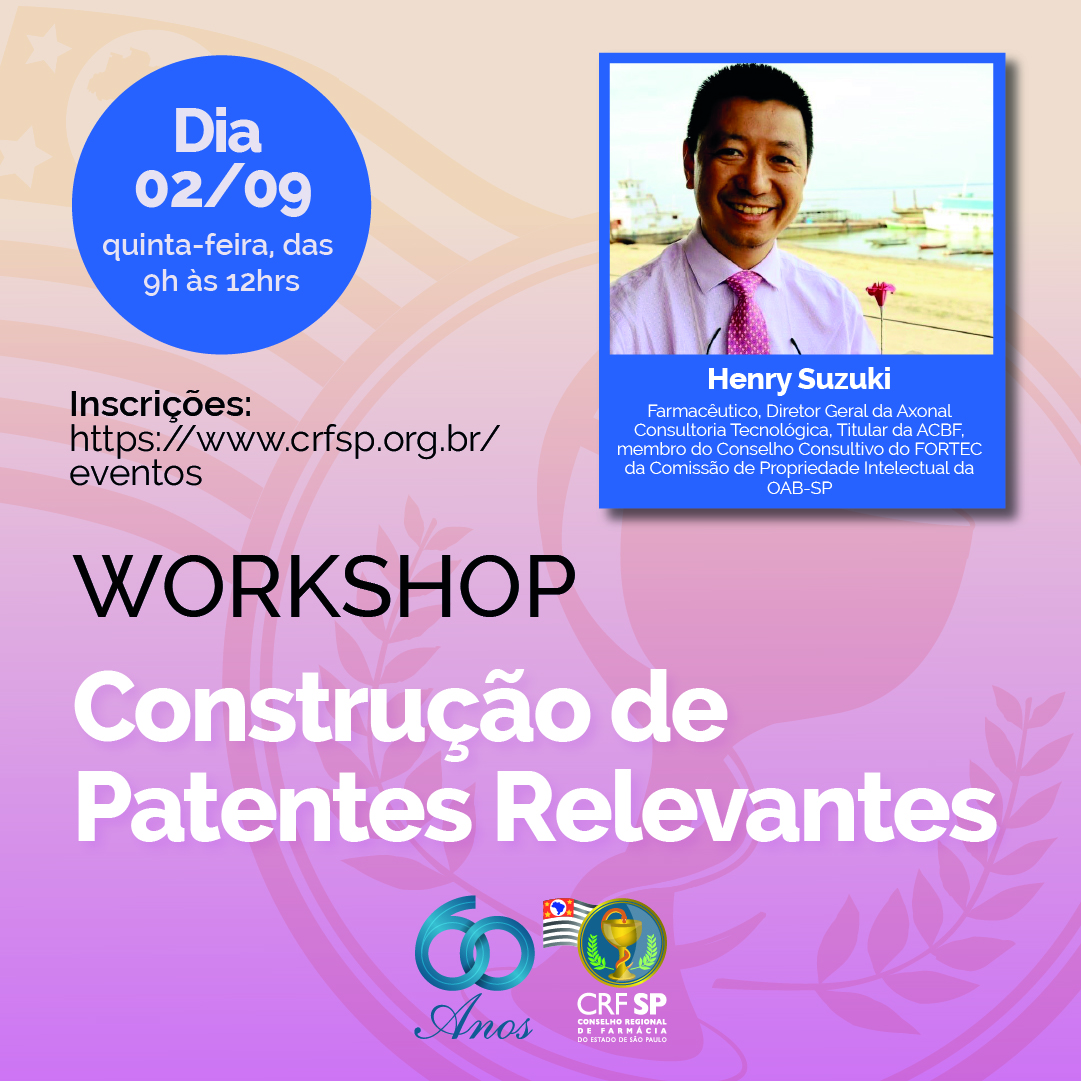 Dia
02/09
quinta-feira, das
9h às 12hrs
Henry Suzuki
Farmacêutico, Diretor Geral da Axonal
Consultoria Tecnológica, Titular da ACBF,
membro do Conselho Consultivo do FORTEC
da Comissão de Propriedade Intelectual da
OAB-SP
Inscrições:
https://www.crfsp.org.br/
eventos
WORKSHOP
Construção de
Patentes Relevantes
60
Anos
CRF SP
CONSELHO REGIONAL
DE FARMÁCIA
DO ESTADO DE SÃO PAULO